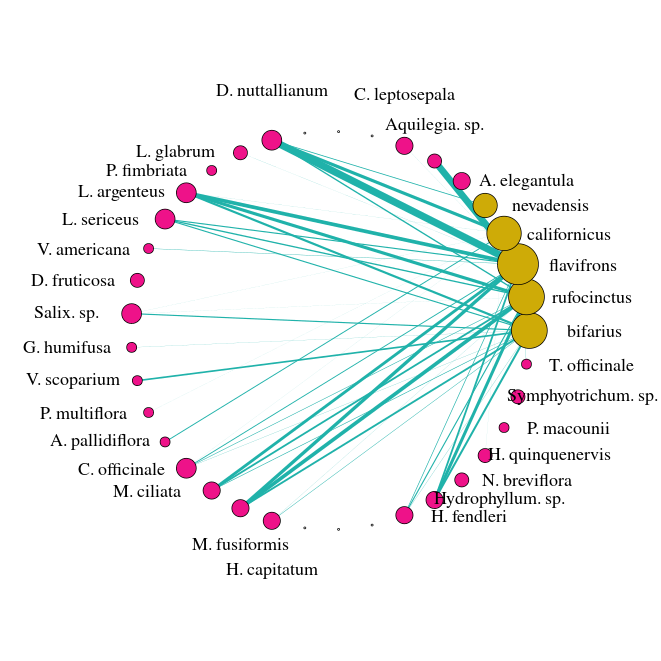 D. nuttallianum
C. leptosepala
Aquilegia. sp.
L. glabrum
P. fimbriata
A. elegantula
L. argenteus
nevadensis
L. sericeus
californicus
V. americana
flavifrons
D. fruticosa
rufocinctus
Salix. sp.
bifarius
G. humifusa
T. officinale
V. scoparium
Symphyotrichum. sp.
P. multiflora
P. macounii
A. pallidiflora
H. quinquenervis
C. officinale
N. breviflora
M. ciliata
Hydrophyllum. sp.
H. fendleri
M. fusiformis
H. capitatum